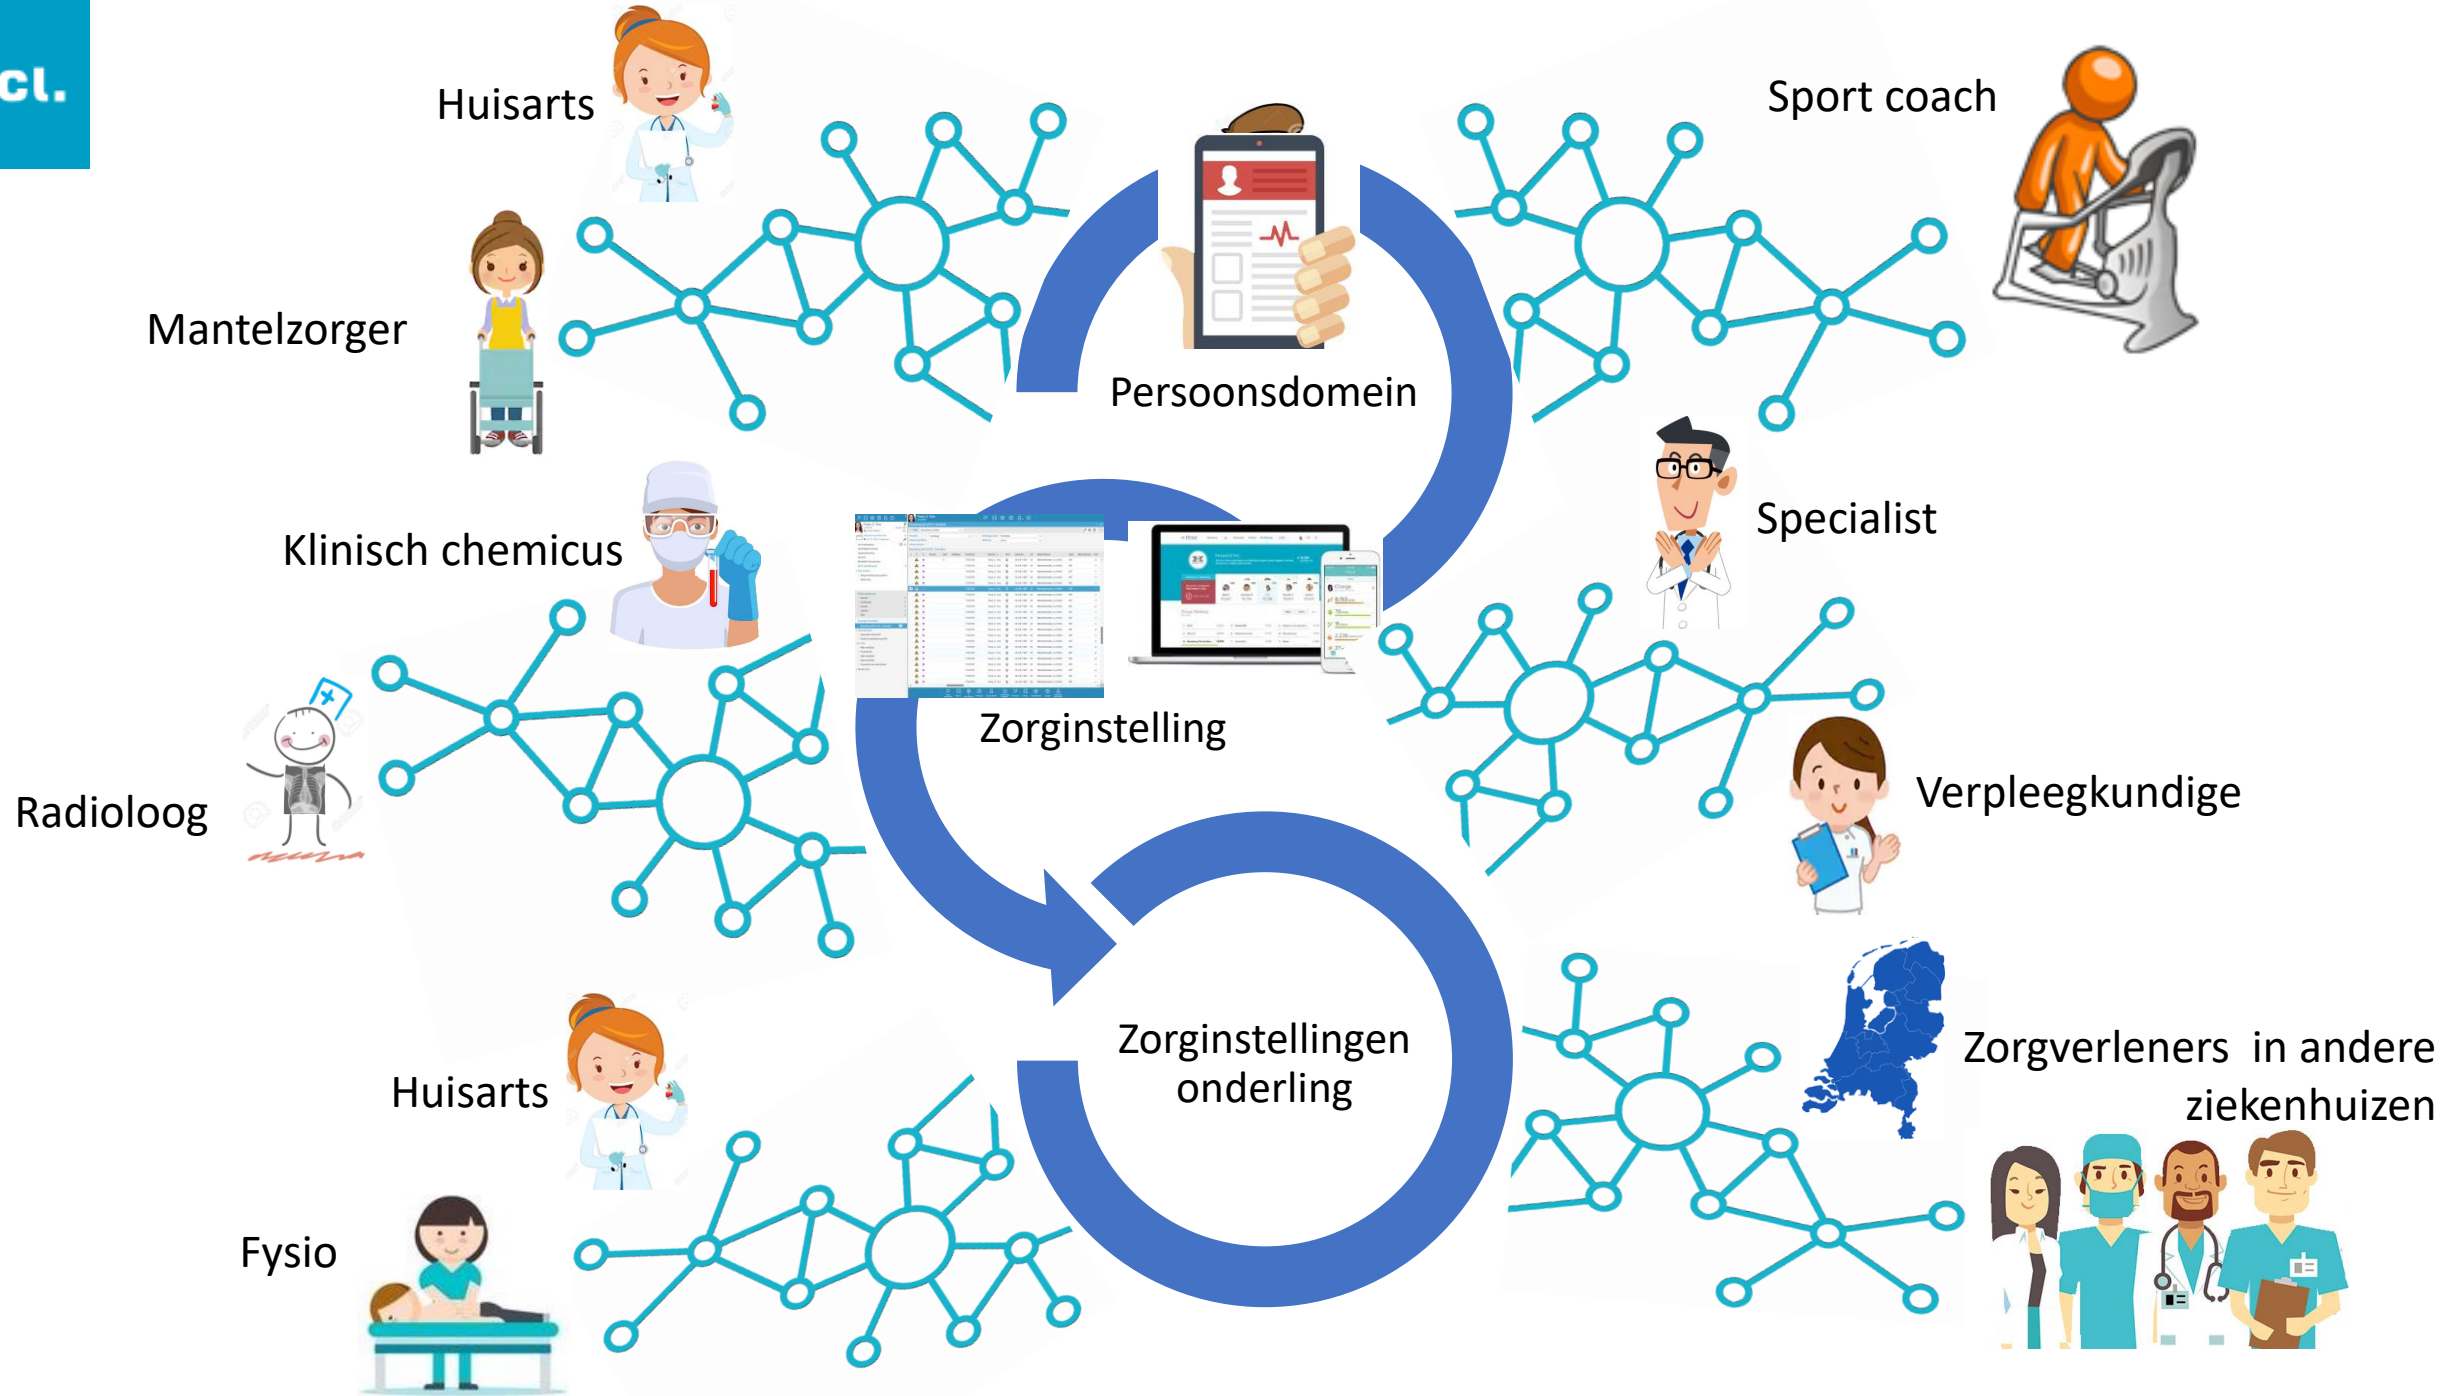 cl.
Huisarts
Sport coach
Mantelzorger
Persoonsdomein
Klinisch chemicus
Specialist
Zorginstelling
Radioloog
Verpleegkundige
Zorginstellingen
onderling
Zorgverleners in andere
ziekenhuizen
Huisarts
Fysio